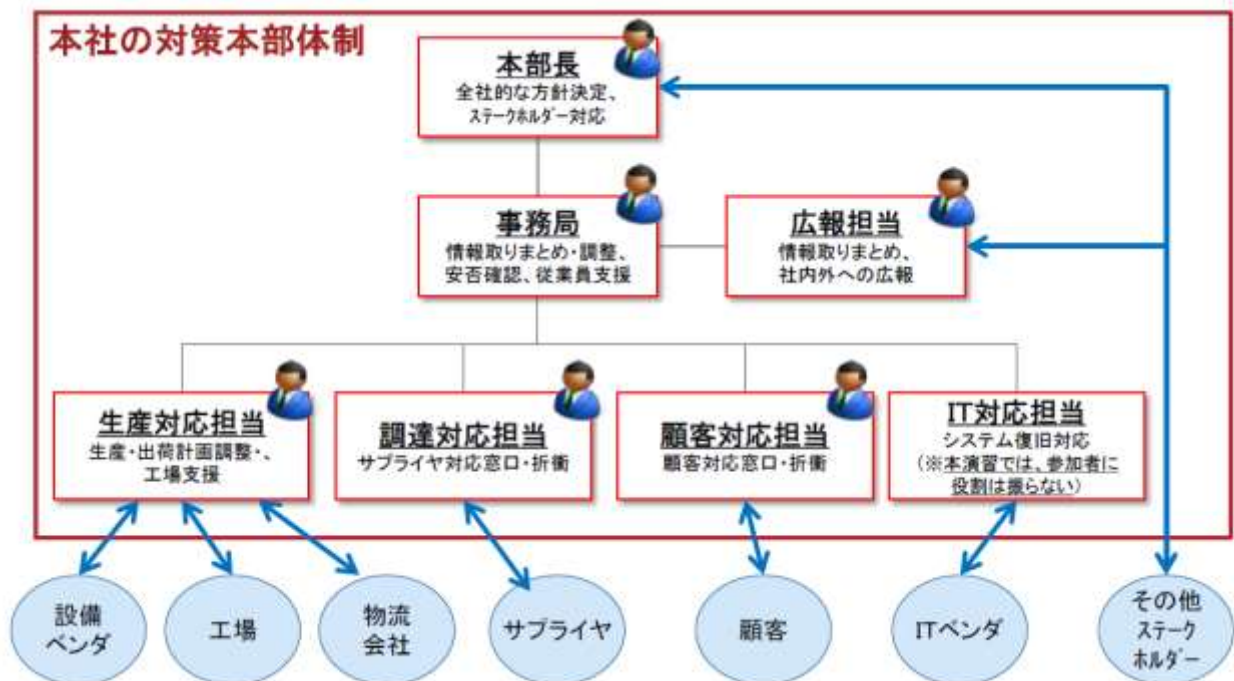 本社の対策本部体制
本部長
全社的な方針決定、
ステークホルダー対応
事務局
情報取りまとめ・調整、
安否確認、従業員支援
広報担当
情報取りまとめ、
社内外への広報
生産対応担当
生産・出荷計画調整・、
工場支援
調達対応担当
サプライヤ対応窓口・折衝
顧客対応担当
顧客対応窓口・折衝
IT対応担当
システム復旧対応
(※本演習では、参加者に
役割は振らない)
設備
ベンダ
工場
物流
会社
サプライヤ
顧客
ITベンダ
その他
ステーク
ホルダー